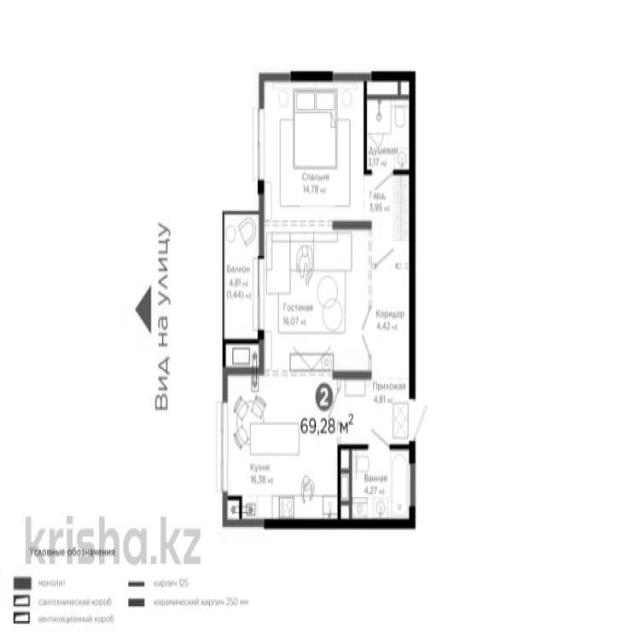 Спальня
14,78 м2
Душевая
3,17 м2
Гард.
3,95 м2
Балкон
4,81 м2
(1,44) м2
Гостиная
16,07 м2
Коридор
4,42 м2
Прихожая
4,81 м2
2
69,28 м2
Кухня
16,38 м2
Ванная
4,27 м2
Вид на улицу
krisha.kz
Условные обозначения
монолит
сантехнический короб
вентиляционный короб
кирпич 125
керамический кирпич 250 мм